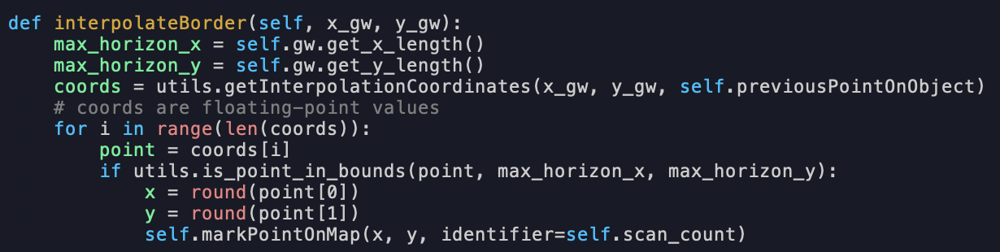 def interpolateBorder(self, x_gw, y_gw):
    max_horizon_x = self.gw.get_x_length()
    max_horizon_y = self.gw.get_y_length()
    coords = utils.getInterpolationCoordinates(x_gw, y_gw, self.previousPointOnObject)
    # coords are floating-point values
    for i in range(len(coords)):
        point = coords[i]
        if utils.is_point_in_bounds(point, max_horizon_x, max_horizon_y):
            x = round(point[0])
            y = round(point[1])
            self.markPointOnMap(x, y, identifier=self.scan_count)